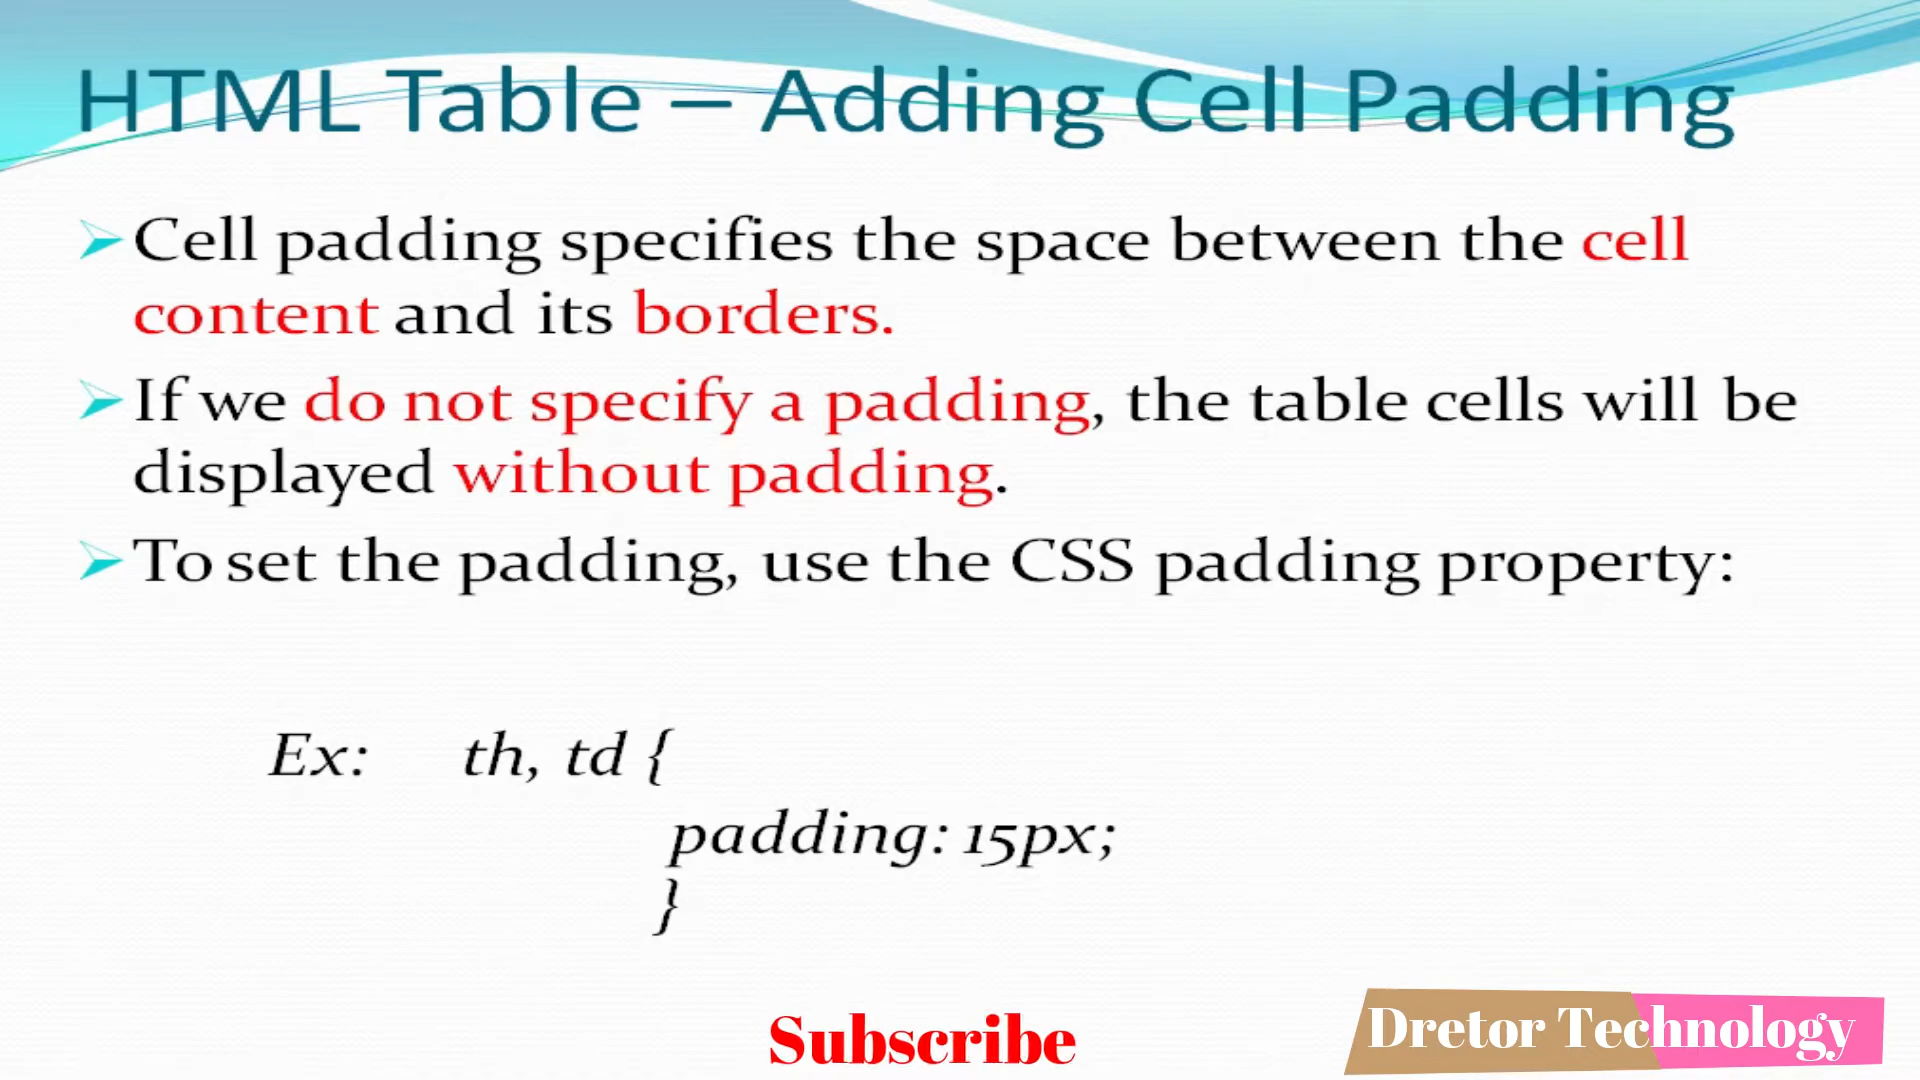 HTML Table – Adding Cell Padding
Cell padding specifies the space between the cell
content and its borders.
If we do not specify a padding, the table cells will be
displayed without padding.
To set the padding, use the CSS padding property:
Ex: th, td {
padding: 15px;
}
Subscribe
Dretor Technology